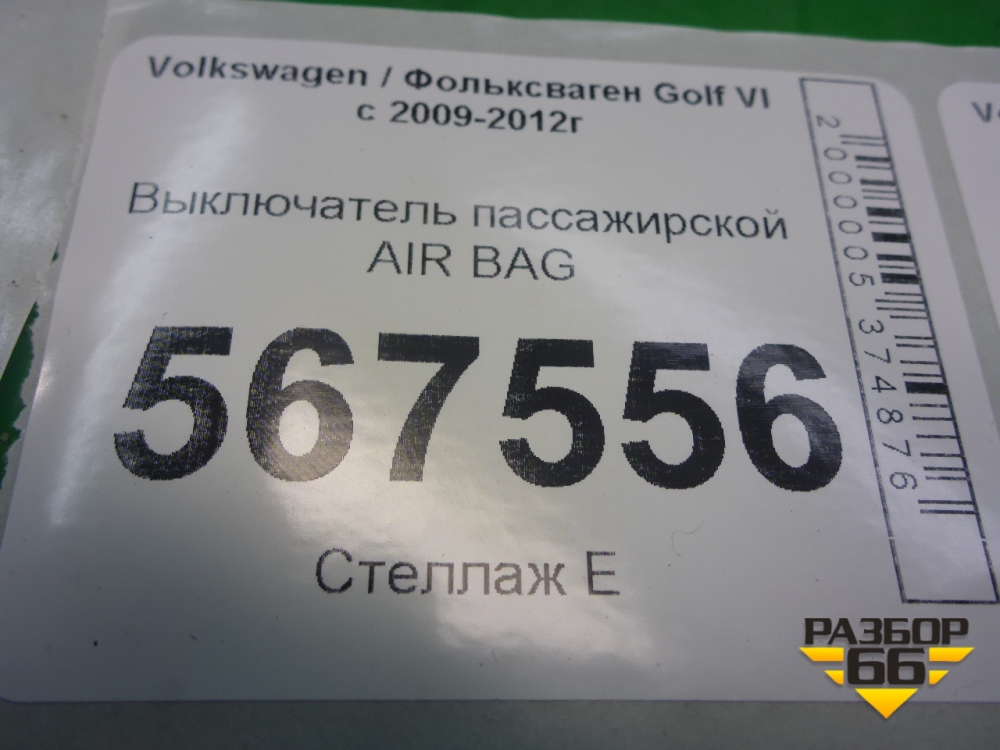 Volkswagen / Фольксваген Golf VI
с 2009-2012г
Выключатель пассажирской
AIR BAG
567556
Стеллаж Е
2000005374876
РАЗБОР
66